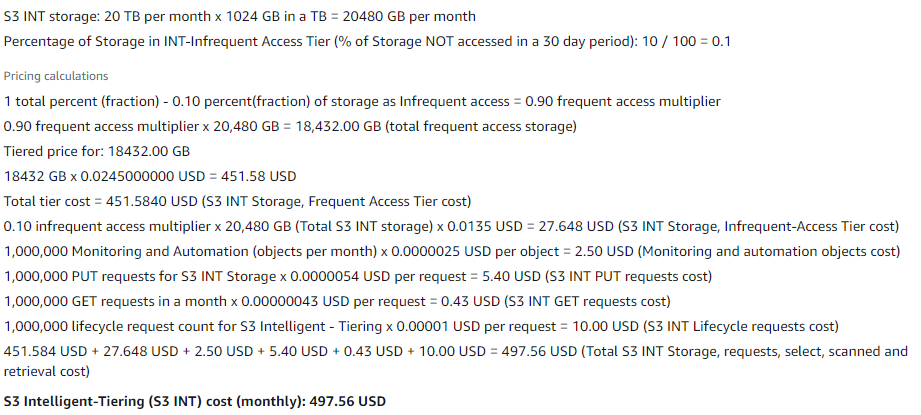 S3 INT storage: 20 TB per month x 1024 GB in a TB = 20480 GB per month
Percentage of Storage in INT-Infrequent Access Tier (% of Storage NOT accessed in a 30 day period): 10 / 100 = 0.1
Pricing calculations
1 total percent (fraction) - 0.10 percent(fraction) of storage as Infrequent access = 0.90 frequent access multiplier
0.90 frequent access multiplier x 20,480 GB = 18,432.00 GB (total frequent access storage)
Tiered price for: 18432.00 GB
18432 GB x 0.0245000000 USD = 451.58 USD
Total tier cost = 451.5840 USD (S3 INT Storage, Frequent Access Tier cost)
0.10 infrequent access multiplier x 20,480 GB (Total S3 INT storage) x 0.0135 USD = 27.648 USD (S3 INT Storage, Infrequent-Access Tier cost)
1,000,000 Monitoring and Automation (objects per month) x 0.0000025 USD per object = 2.50 USD (Monitoring and automation objects cost)
1,000,000 PUT requests for S3 INT Storage x 0.0000054 USD per request = 5.40 USD (S3 INT PUT requests cost)
1,000,000 GET requests in a month x 0.00000043 USD per request = 0.43 USD (S3 INT GET requests cost)
1,000,000 lifecycle request count for S3 Intelligent - Tiering x 0.00001 USD per request = 10.00 USD (S3 INT Lifecycle requests cost)
451.584 USD + 27.648 USD + 2.50 USD + 5.40 USD + 0.43 USD + 10.00 USD = 497.56 USD (Total S3 INT Storage, requests, select, scanned and
retrieval cost)
S3 Intelligent-Tiering (S3 INT) cost (monthly): 497.56 USD